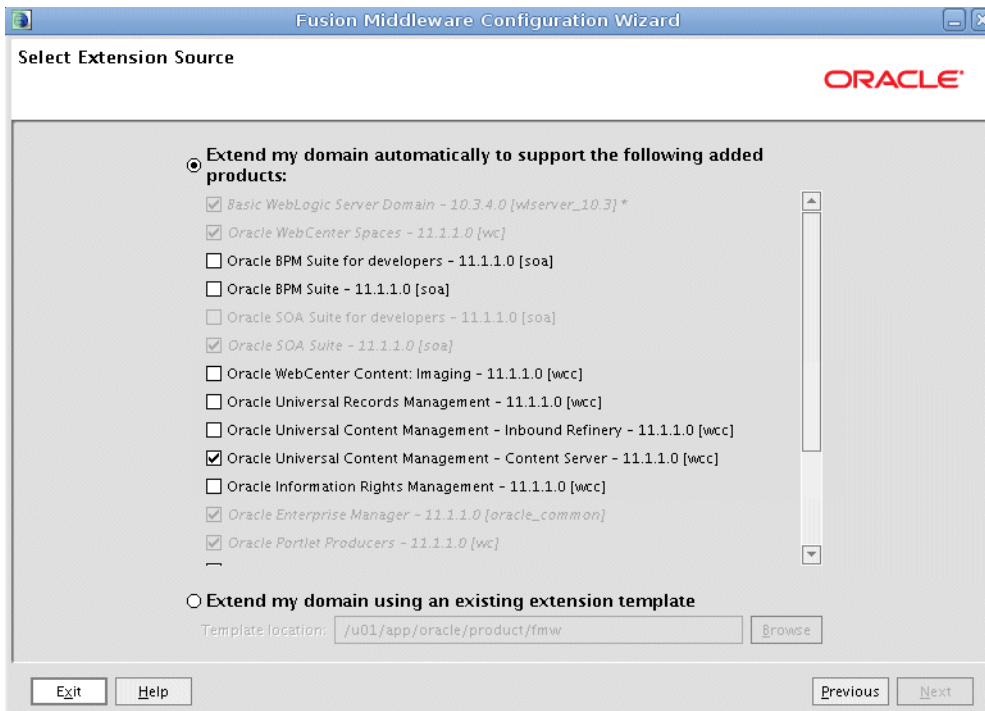 Fusion Middleware Configuration Wizard
Select Extension Source
ORACLE
Extend my domain automatically to support the following added
products:
Basic WebLogic Server Domain - 10.3.4.0 [wlserver_10.3] *
Oracle WebCenter Spaces - 11.1.1.0 [wc]
Oracle BPM Suite for developers - 11.1.1.0 [soa]
Oracle BPM Suite - 11.1.1.0 [soa]
Oracle SOA Suite for developers - 11.1.1.0 [soa]
Oracle SOA Suite - 11.1.1.0 [soa]
Oracle WebCenter Content: Imaging - 11.1.1.0 [wcc]
Oracle Universal Records Management - 11.1.1.0 [wcc]
Oracle Universal Content Management - Inbound Refinery - 11.1.1.0 [wcc]
Oracle Universal Content Management - Content Server - 11.1.1.0 [wcc]
Oracle Information Rights Management - 11.1.1.0 [wcc]
Oracle Enterprise Manager - 11.1.1.0 [oracle_common]
Oracle Portlet Producers - 11.1.1.0 [wc]
Extend my domain using an existing extension template
Template location: /u01/app/oracle/product/fmw Browse
Exit Help Previous Next